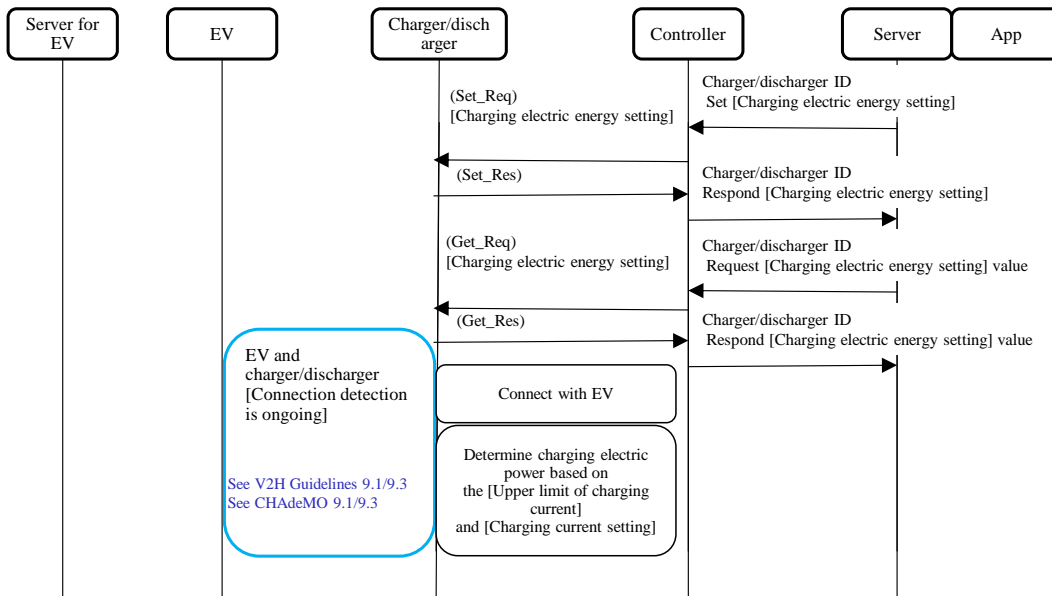 Server for
EV
EV
Charger/disch
arger
Controller
Server
App
Charger/discharger ID
Set [Charging electric energy setting]
(Set_Req)
[Charging electric energy setting]
(Set_Res)
Charger/discharger ID
Respond [Charging electric energy setting]
(Get_Req)
[Charging electric energy setting]
Charger/discharger ID
Request [Charging electric energy setting] value
(Get_Res)
Charger/discharger ID
Respond [Charging electric energy setting] value
EV and
charger/discharger
[Connection detection
is ongoing]
See V2H Guidelines 9.1/9.3
See CHAdeMO 9.1/9.3
Connect with EV
Determine charging electric
power based on
the [Upper limit of charging
current]
and [Charging current setting]